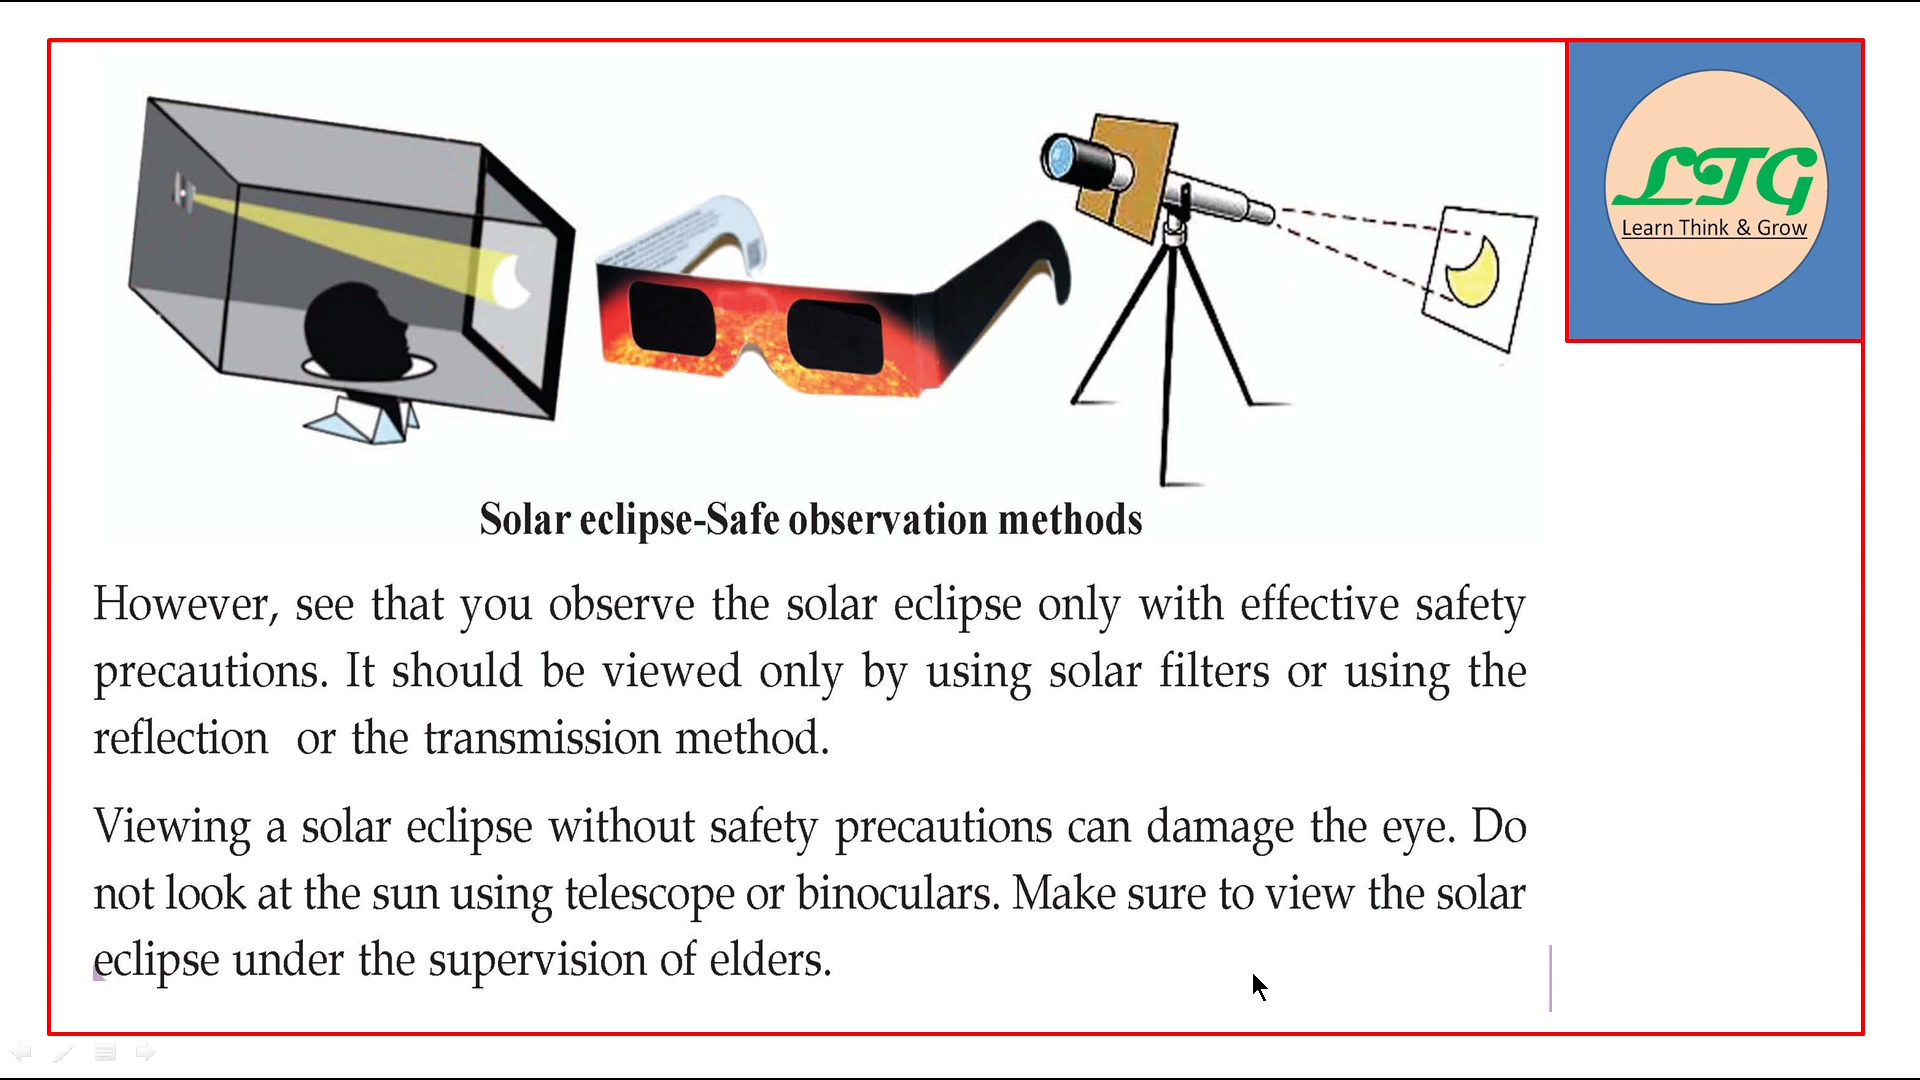 LTG
Learn Think & Grow
Solar eclipse-Safe observation methods
However, see that you observe the solar eclipse only with effective safety
precautions. It should be viewed only by using solar filters or using the
reflection or the transmission method.
Viewing a solar eclipse without safety precautions can damage the eye. Do
not look at the sun using telescope or binoculars. Make sure to view the solar
eclipse under the supervision of elders.